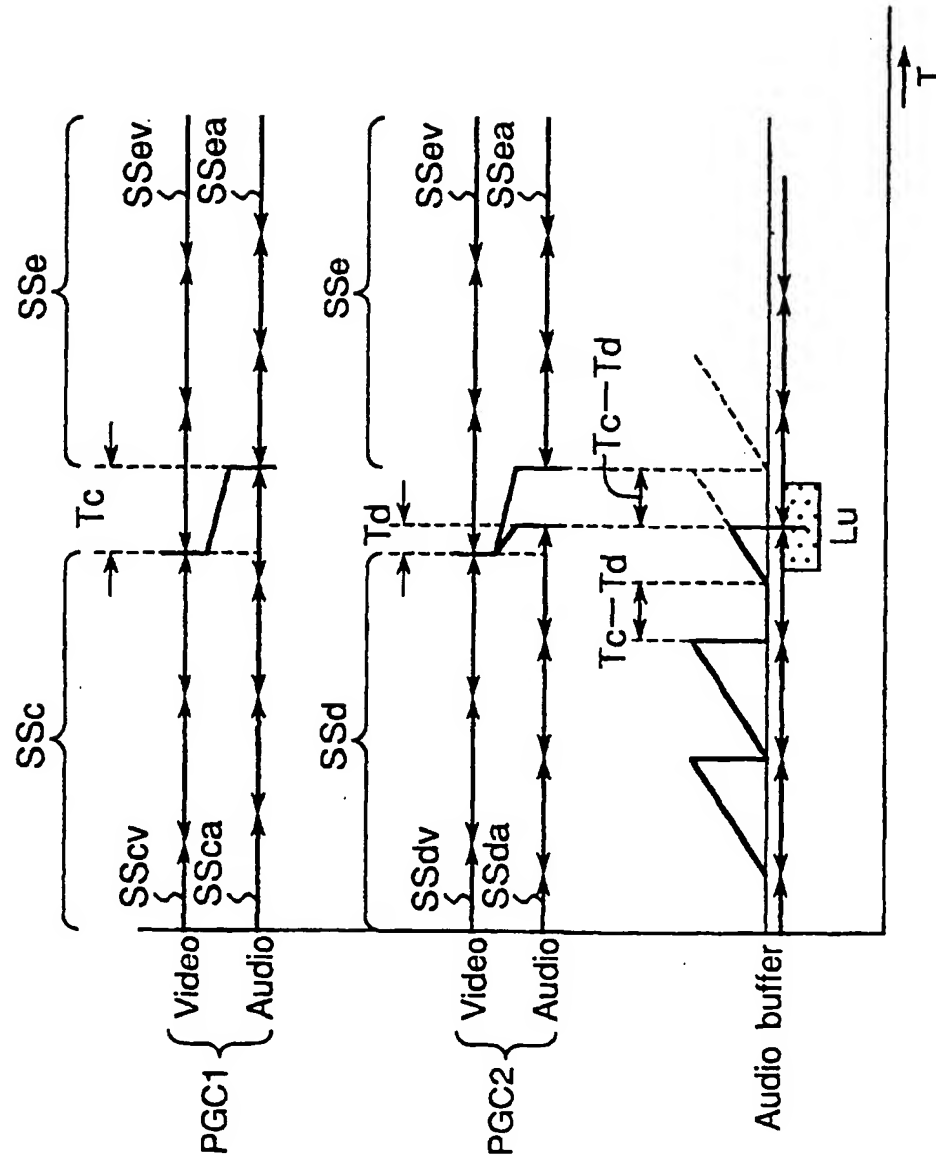 SSc
Tc
SSe
PGC1
Video
SScv
SSev
Audio
SSca
SSea
SSd
Td
SSe
PGC2
Video
SSdv
SSev
Audio
SSda
SSea
Tc—Td
Tc—Td
Audio buffer
Lu
T